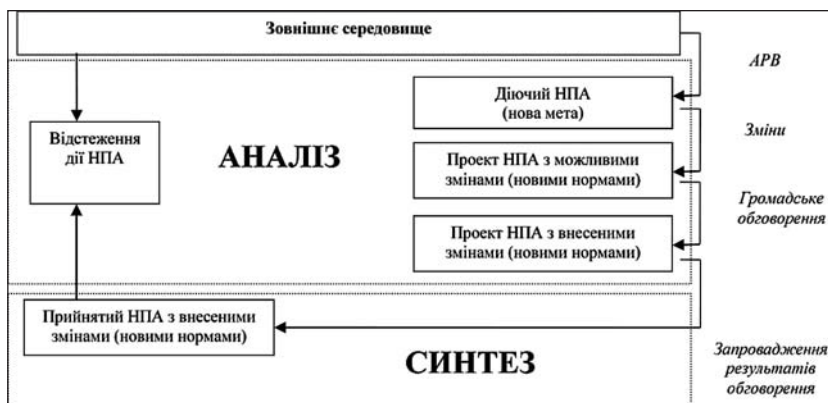 Зовнішнє середовище
АРВ
Діючий НПА
(нова мета)
Відстеження
дії НПА
АНАЛІЗ
Зміни
Проект НПА з можливими
змінами (новими нормами)
Громадське
обговорення
Проект НПА з внесеними
змінами (новими нормами)
Прийнятий НПА з внесеними
змінами (новими нормами)
СИНТЕЗ
Запровадження
результатів
обговорення